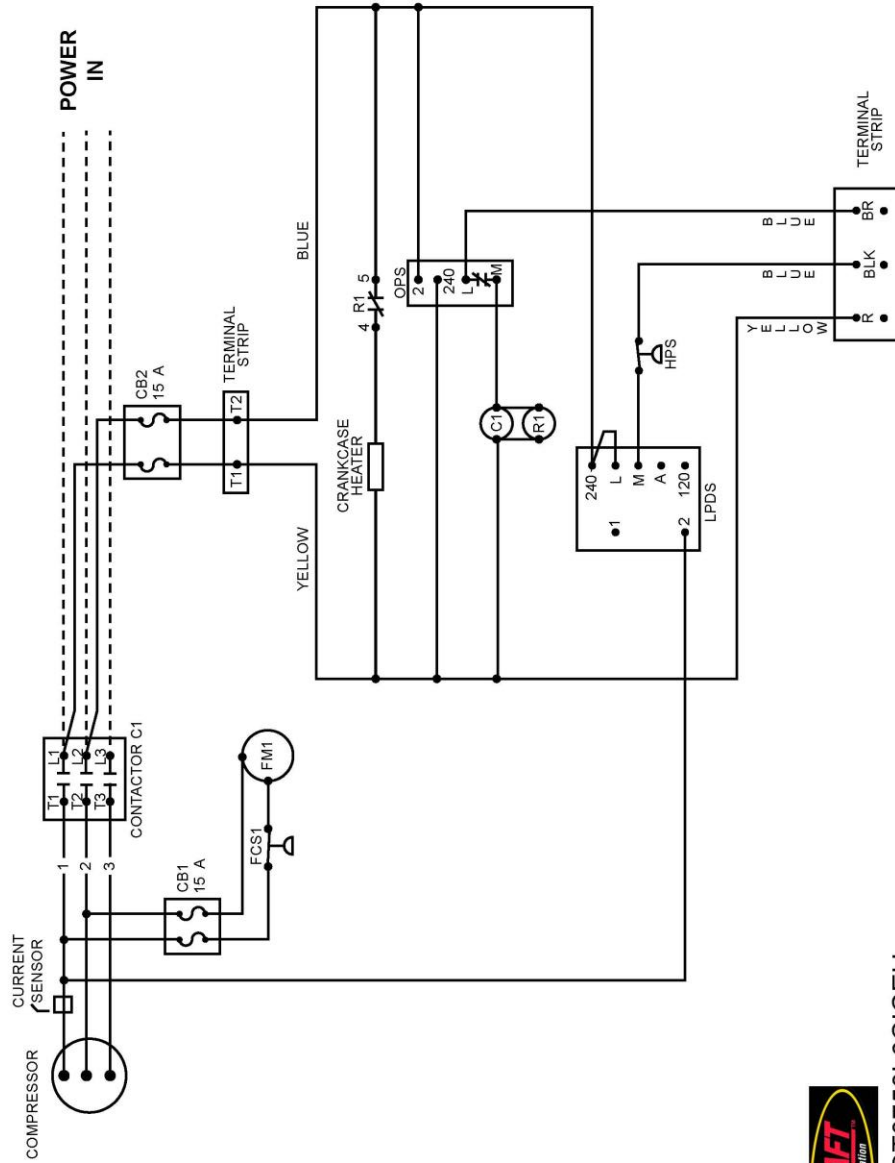 POWER
IN
COMPRESSOR
CURRENT
SENSOR
1
2
3
T1
T2
T3
L1
L2
L3
CONTACTOR C1
CB1
15 A
FCS1
FM1
CB2
15 A
T1
T2
TERMINAL
STRIP
YELLOW
BLUE
CRANKCASE
HEATER
4
R1
5
OPS
2
240
L
M
C1
R1
240
L
M
A
120
1
2
LPDS
HPS
YELLOW
BLUE
BLUE
R
BLK
BR
TERMINAL
STRIP